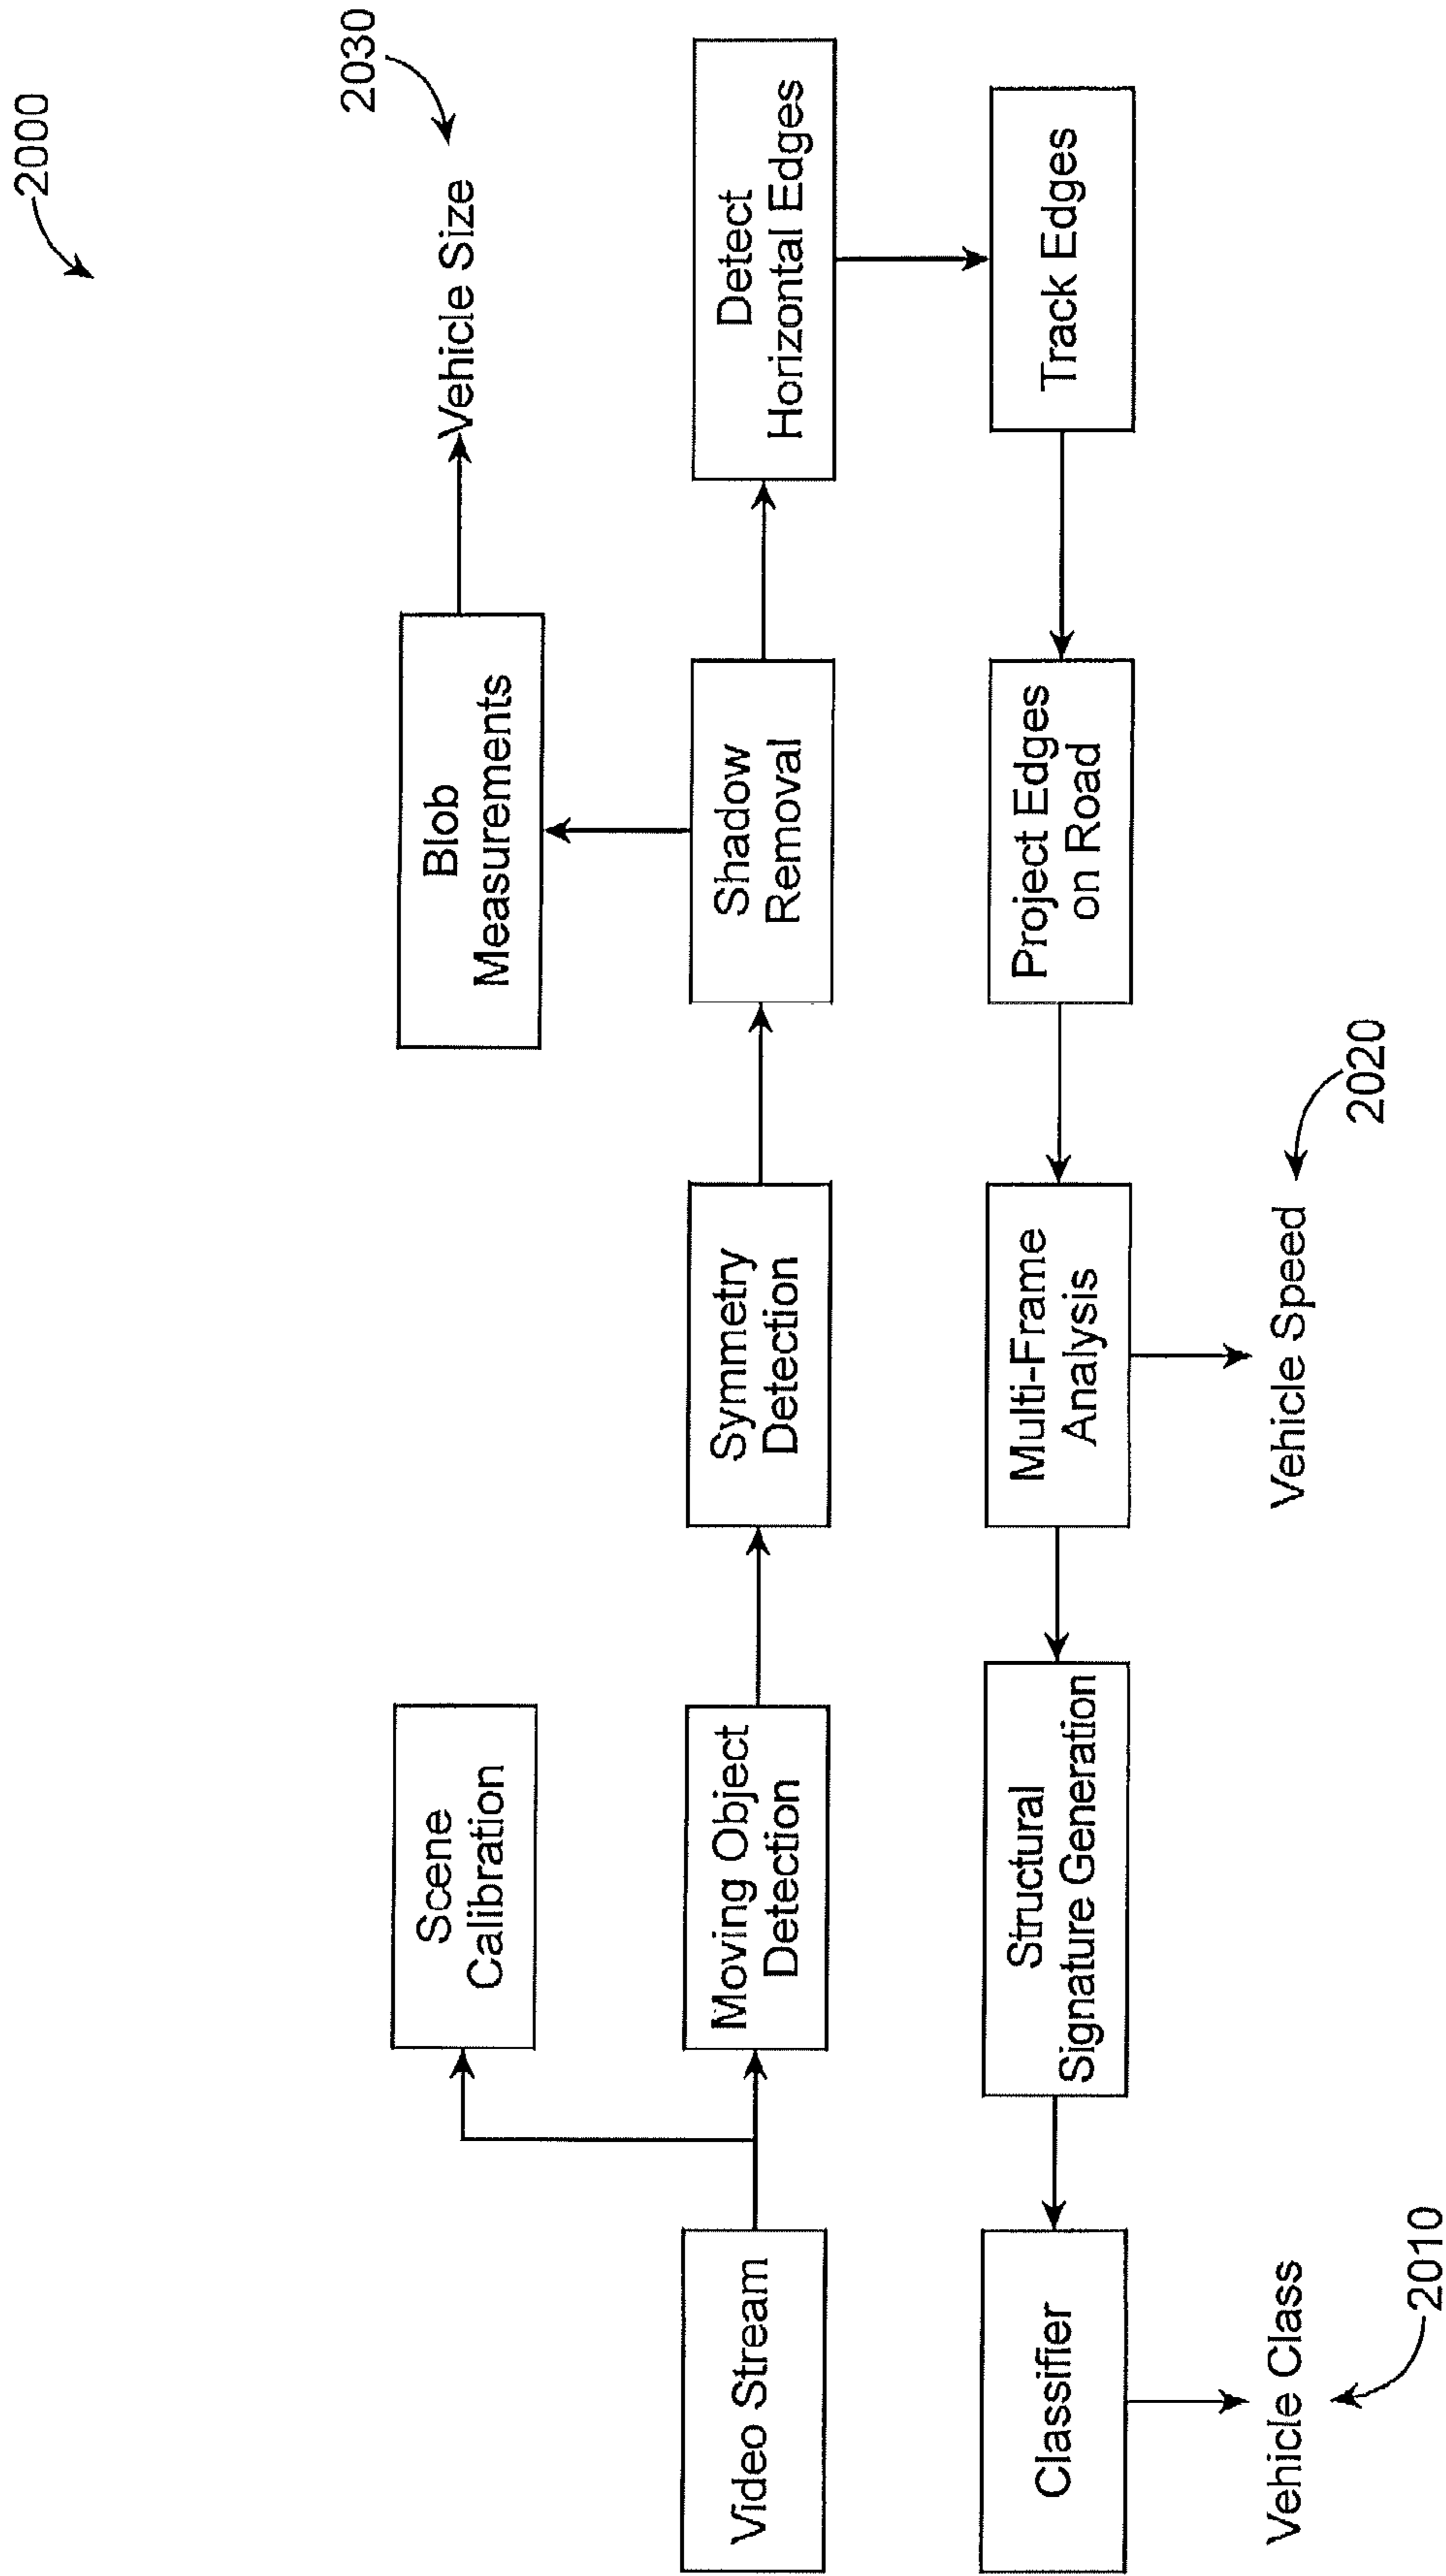 2000
2030
Vehicle Size
Scene
Calibration
Blob
Measurements
Video Stream
Moving Object
Detection
Symmetry
Detection
Shadow
Removal
Detect
Horizontal Edges
Classifier
Structural
Signature Generation
Multi-Frame
Analysis
Project Edges
on Road
Track Edges
Vehicle Class
2010
Vehicle Speed
2020